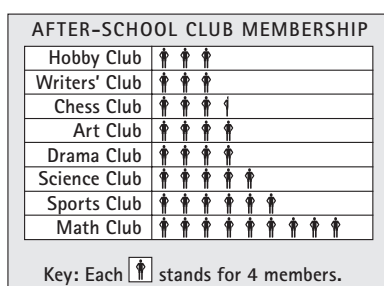 AFTER-SCHOOL CLUB MEMBERSHIP
Hobby Club
Writers' Club
Chess Club
Art Club
Drama Club
Science Club
Sports Club
Math Club
Key: Each stands for 4 members.